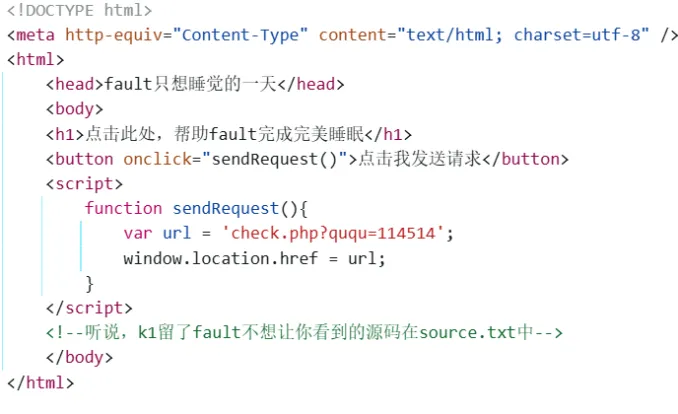 <!DOCTYPE html>
<meta http-equiv="Content-Type" content="text/html; charset=utf-8" />
<html>
    <head>fault只想睡觉的一天</head>
    <body>
    <h1>点击此处，帮助fault完成完美睡眠</h1>
    <button onclick="sendRequest()">点击我发送请求</button>
    <script>
        function sendRequest(){
            var url = 'check.php?ququ=114514';
            window.location.href = url;
        }
    </script>
    <!--听说，k1留了fault不想让你看到的源码在source.txt中-->
    </body>
</html>